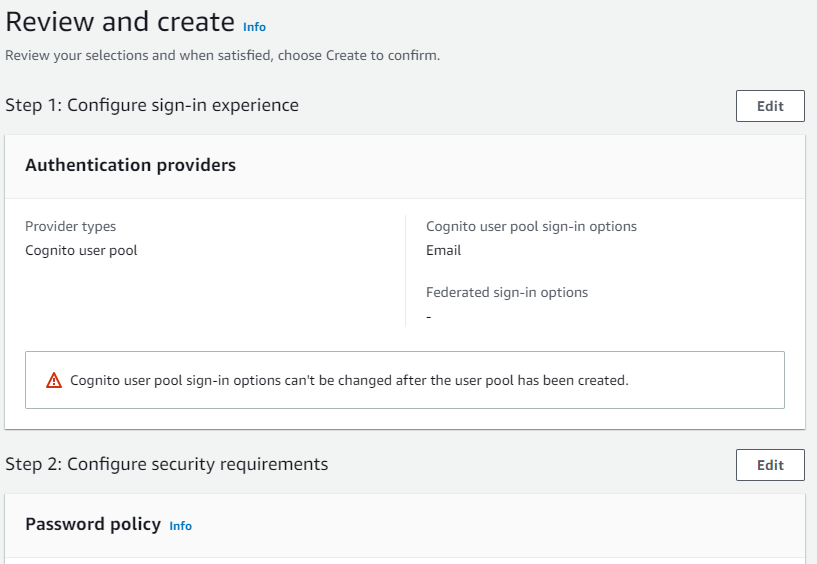 Review and create Info
Review your selections and when satisfied, choose Create to confirm.
Step 1: Configure sign-in experience
Edit
Authentication providers
Provider types
Cognito user pool
Cognito user pool sign-in options
Email
Federated sign-in options
-
Cognito user pool sign-in options can't be changed after the user pool has been created.
Step 2: Configure security requirements
Edit
Password policy Info